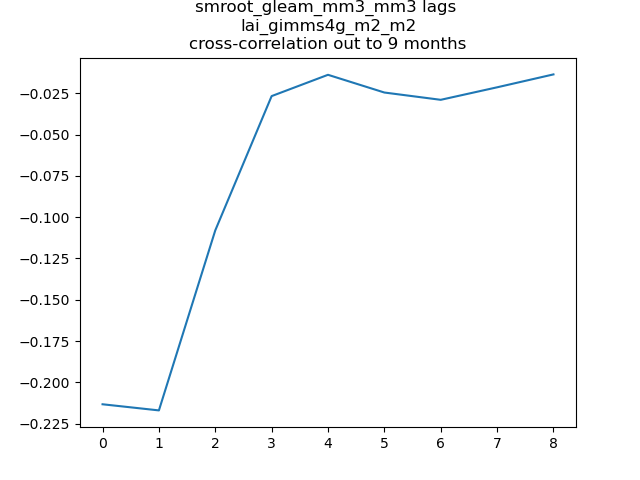 smroot_gleam_mm3_mm3 lags
lai_gimms4g_m2_m2
cross-correlation out to 9 months
−0.025
−0.050
−0.075
−0.100
−0.125
−0.150
−0.175
−0.200
−0.225
0 1 2 3 4 5 6 7 8